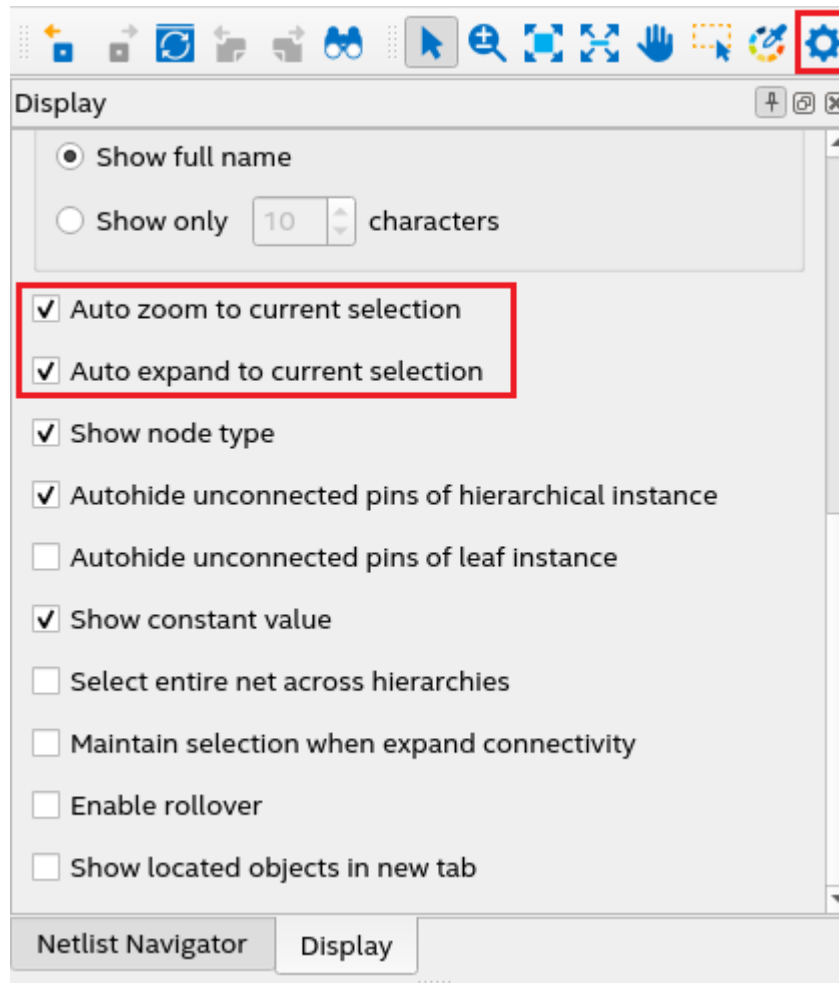 Display
Show full name
Show only 10 characters
Auto zoom to current selection
Auto expand to current selection
Show node type
Autohide unconnected pins of hierarchical instance
Autohide unconnected pins of leaf instance
Show constant value
Select entire net across hierarchies
Maintain selection when expand connectivity
Enable rollover
Show located objects in new tab
Netlist Navigator Display